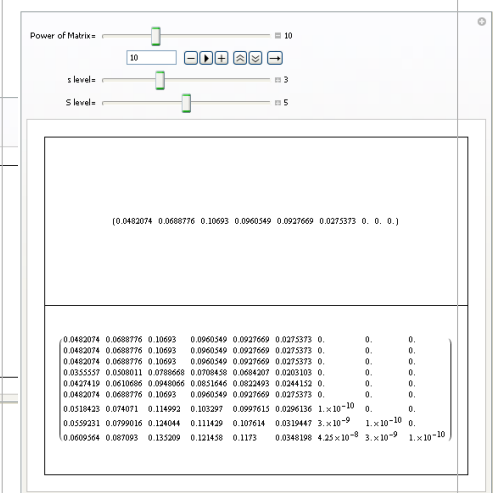 Power of Matrix= 10
10
s level= 3
S level= 5
(0.0482074 0.0688776 0.10693 0.0960549 0.0927669 0.0275373 0. 0. 0.)
0.0482074 0.0688776 0.10693 0.0960549 0.0927669 0.0275373 0. 0. 0.
0.0482074 0.0688776 0.10693 0.0960549 0.0927669 0.0275373 0. 0. 0.
0.0482074 0.0688776 0.10693 0.0960549 0.0927669 0.0275373 0. 0. 0.
0.0355557 0.0508011 0.0788668 0.0708458 0.0684207 0.0203103 0. 0. 0.
0.0427419 0.0610686 0.0948066 0.0851646 0.0822493 0.0244152 0. 0. 0.
0.0482074 0.0688776 0.10693 0.0960549 0.0927669 0.0275373 0. 0. 0.
0.0518423 0.074071 0.114992 0.103297 0.0997615 0.0296136 1.×10⁻¹⁰ 0. 0.
0.0559231 0.0799016 0.124044 0.111429 0.107614 0.0319447 3.×10⁻⁹ 1.×10⁻¹⁰ 0.
0.0609564 0.087093 0.135209 0.121458 0.1173 0.0348198 4.25×10⁻⁸ 3.×10⁻⁹ 1.×10⁻¹⁰